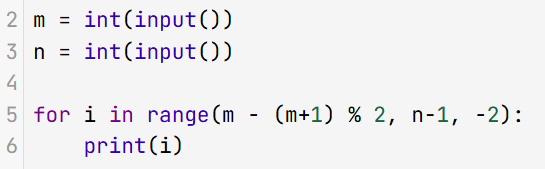 2 m = int(input())
3 n = int(input())
4
5 for i in range(m - (m+1) % 2, n-1, -2):
6     print(i)